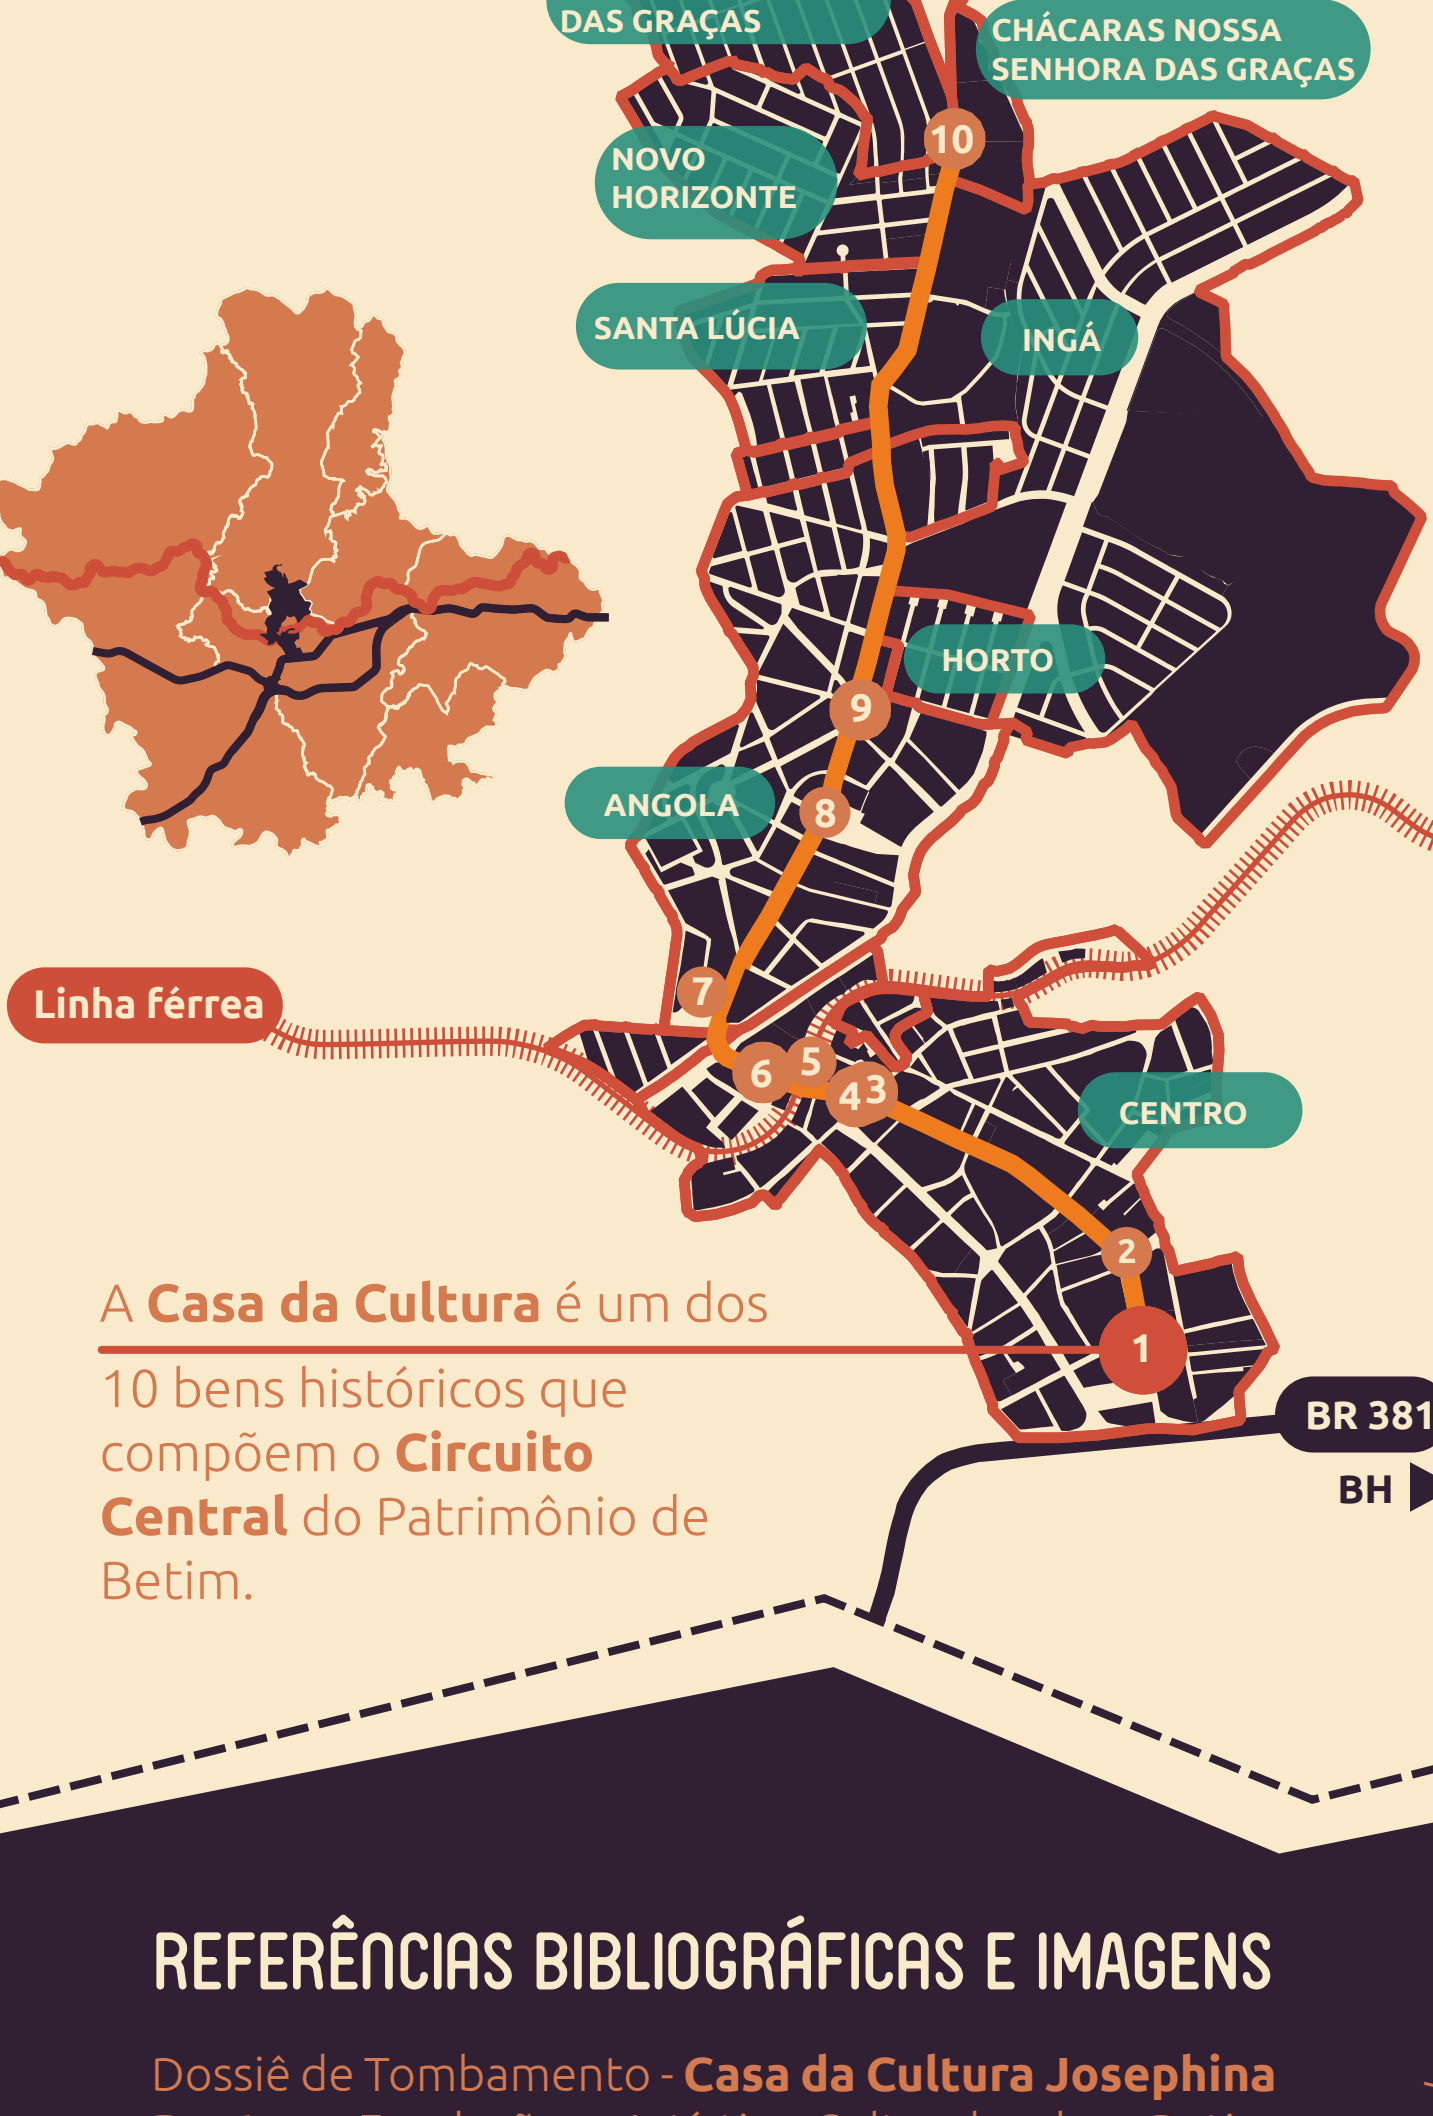 DAS GRAÇAS
CHÁCARAS NOSSA
SENHORA DAS GRAÇAS
10
NOVO
HORIZONTE
SANTA LÚCIA
INGÁ
HORTO
9
ANGOLA
8
7
Linha férrea
6
5
4
3
CENTRO
2
A Casa da Cultura é um dos
1
10 bens históricos que
compõem o Circuito
Central do Patrimônio de
Betim.
BR 381
BH
REFERÊNCIAS BIBLIOGRÁFICAS E IMAGENS
Dossiê de Tombamento - Casa da Cultura Josephina